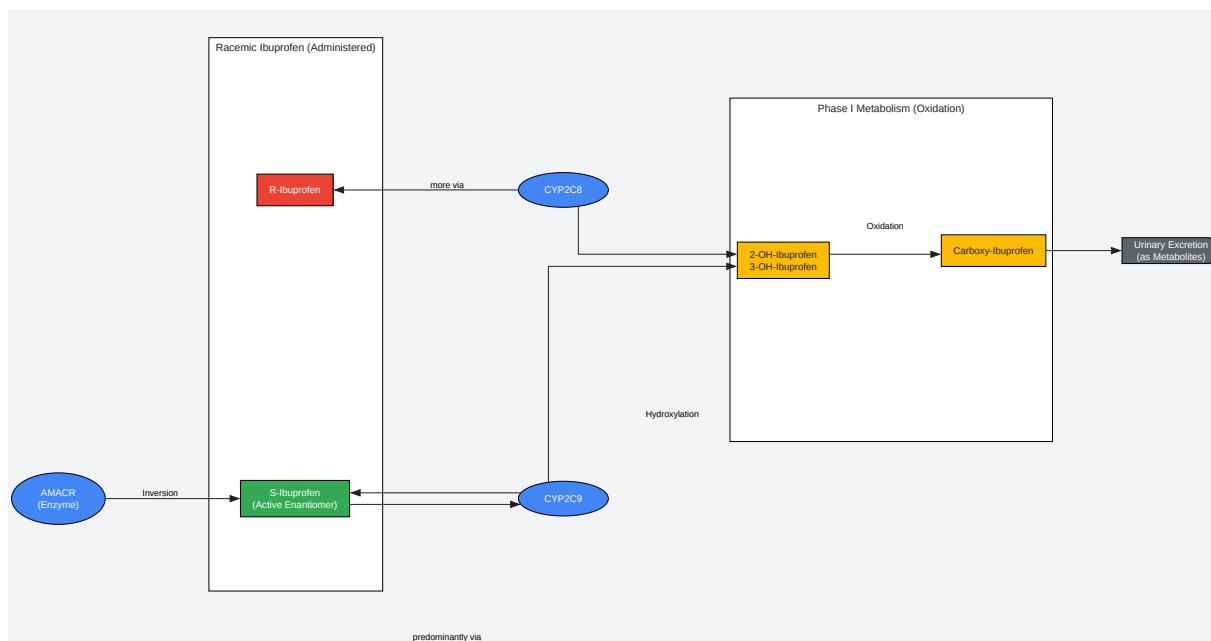 Racemic Ibuprofen (Administered)
Phase I Metabolism (Oxidation)
R-Ibuprofen
more via
CYP2C8
Oxidation
2-OH-Ibuprofen
3-OH-Ibuprofen
Carboxy-Ibuprofen
Urinary Excretion
(as Metabolites)
Hydroxylation
AMACR
(Enzyme)
Inversion
S-Ibuprofen
(Active Enantiomer)
CYP2C9
predominantly via